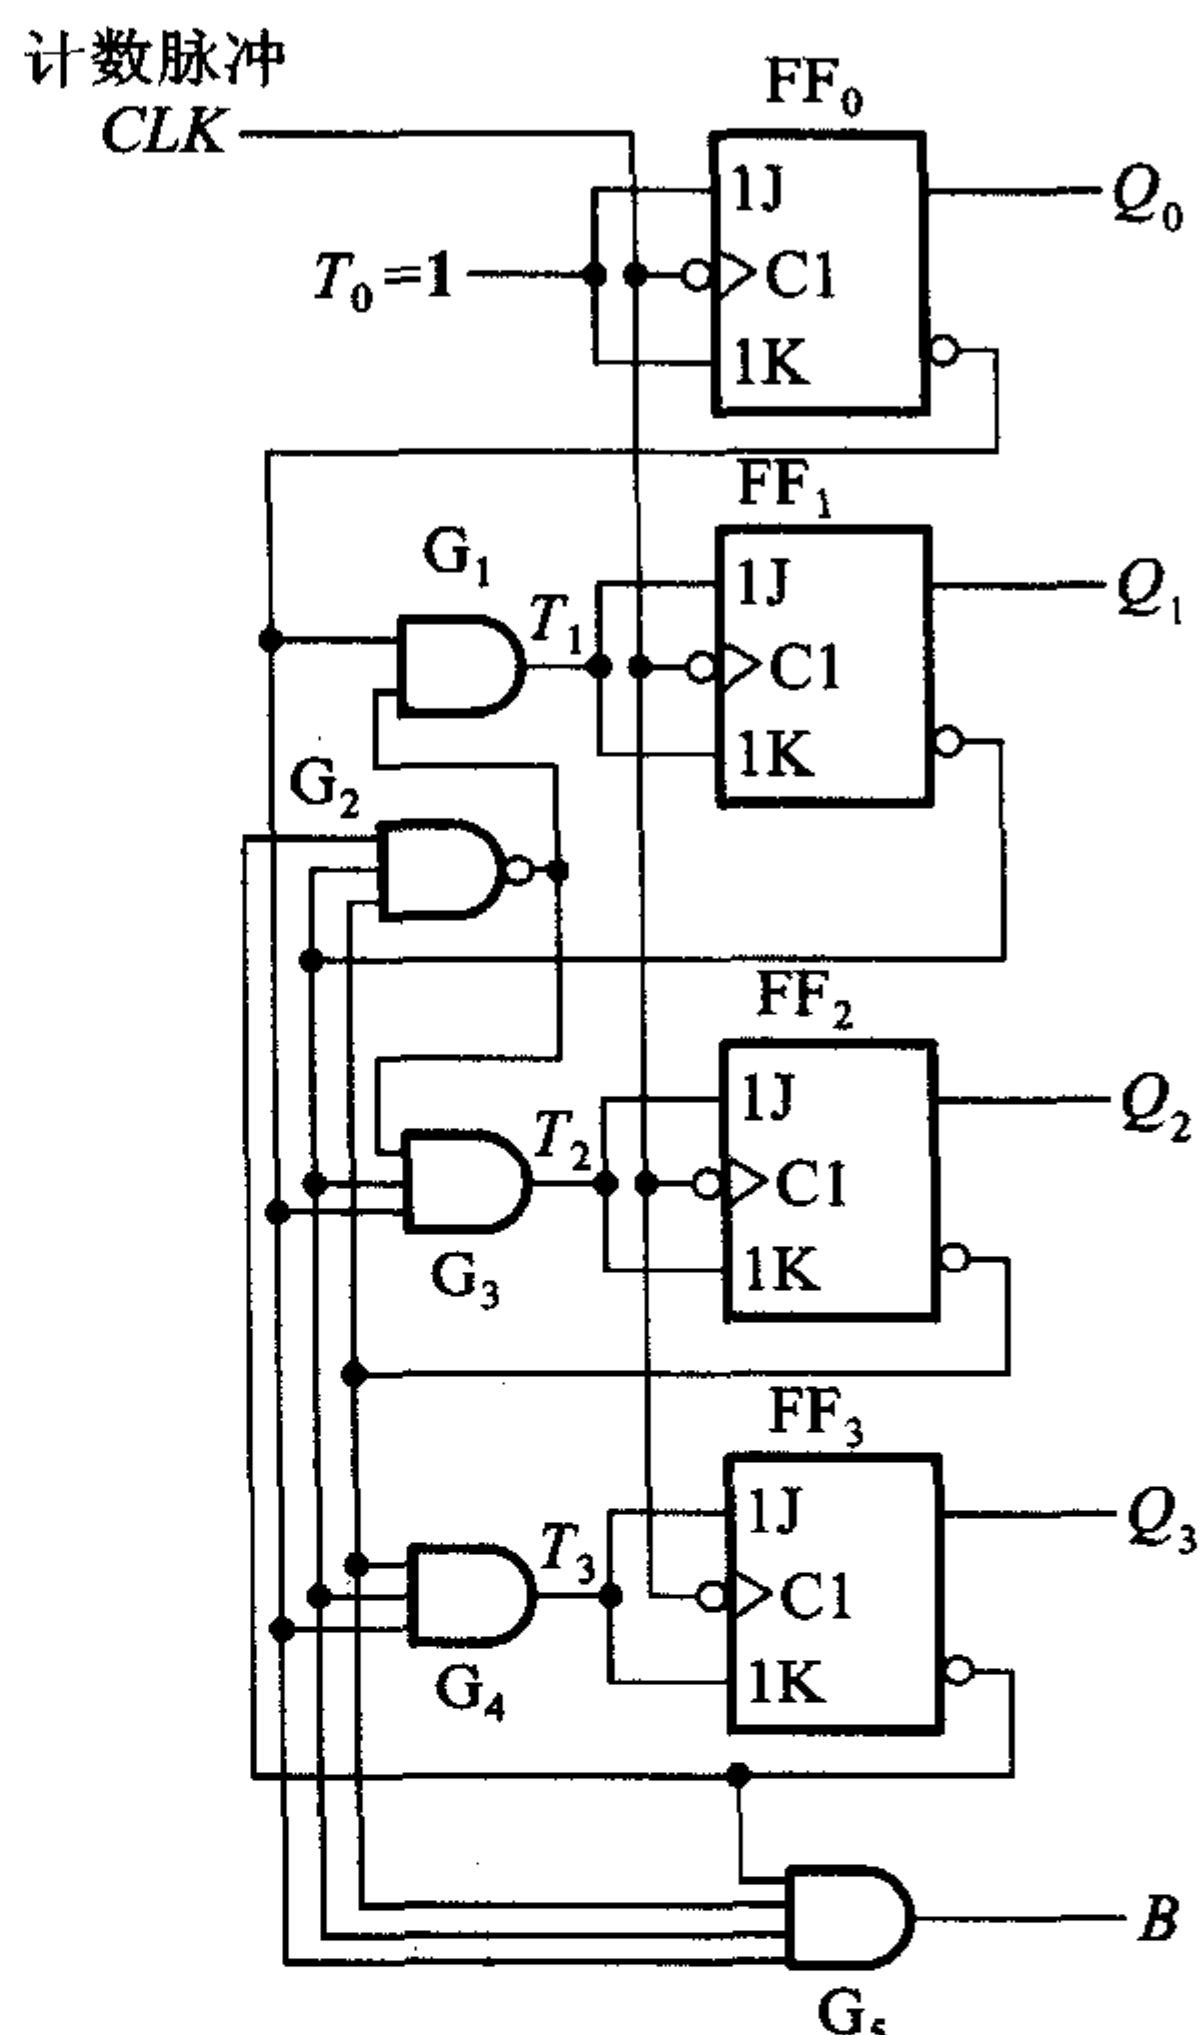 计数脉冲
CLK
FF₀
1J
C1
1K
Q₀
T₀=1
FF₁
G₁
T₁
1J
C1
1K
Q₁
G₂
FF₂
T₂
1J
C1
1K
Q₂
G₃
FF₃
T₃
1J
C1
1K
Q₃
G₄
B
G₅